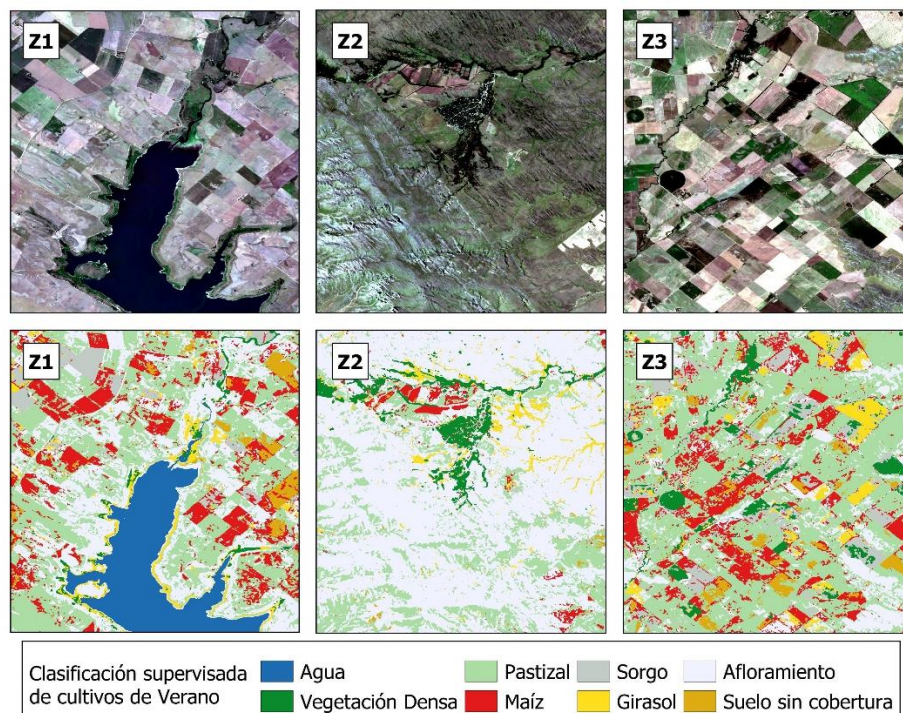 Z1
Z2
Z3
Z1
Z2
Z3
Clasificación supervisada
de cultivos de Verano
Agua
Pastizal
Sorgo
Afloramiento
Vegetación Densa
Maíz
Girasol
Suelo sin cobertura